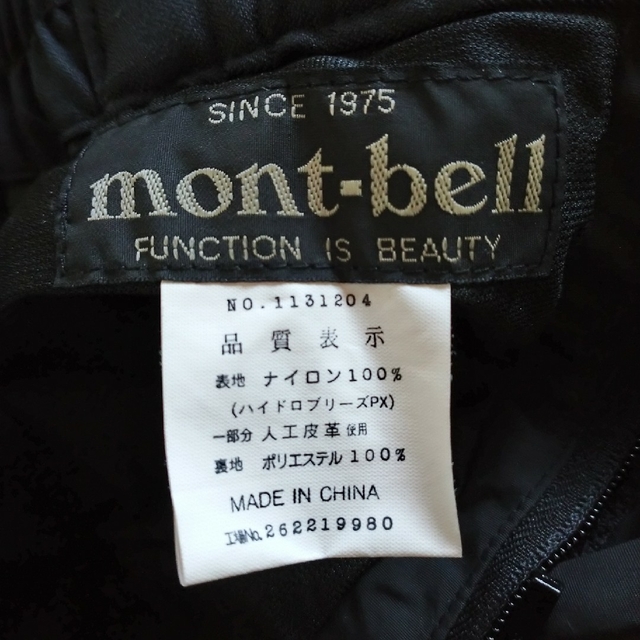 SINCE 1975
mont-bell
FUNCTION IS BEAUTY
NO.1131204
品質表示
表地 ナイロン100%
(ハイドロブリーズPX)
一部分 人工皮革使用
裏地 ポリエステル100%
MADE IN CHINA
工場No.262219980